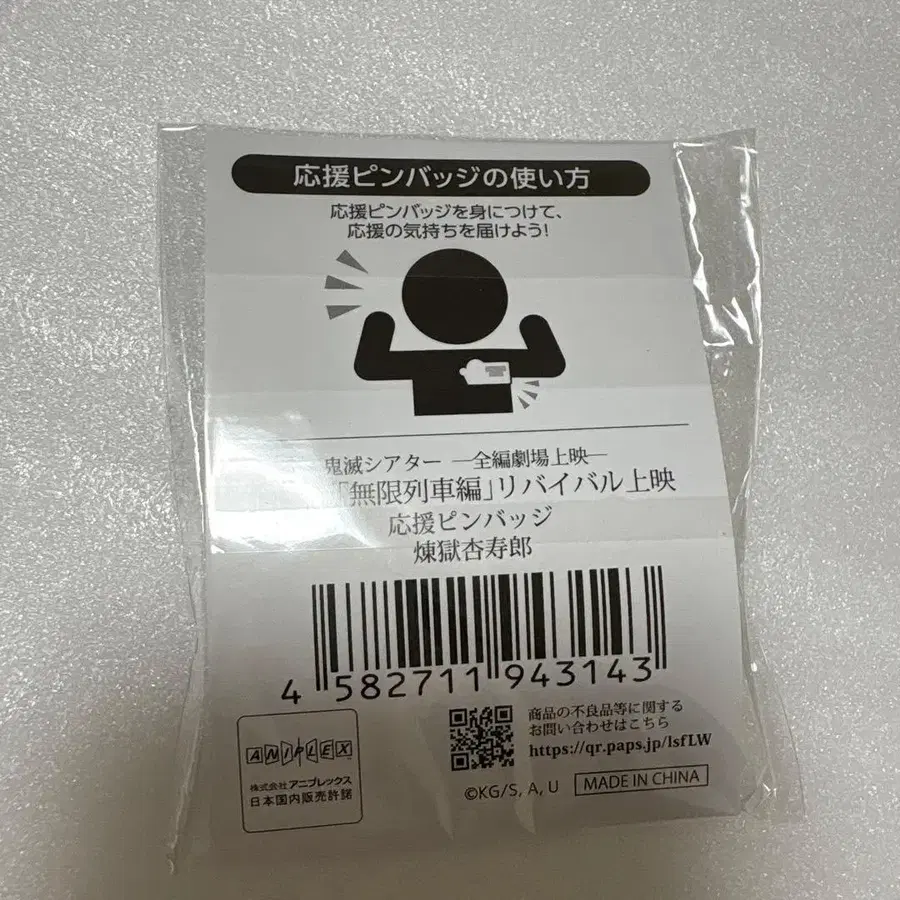 応援ピンバッジの使い方
応援ピンバッジを身につけて、
応援の気持ちを届けよう!
鬼滅シアター ―全編劇場上映―
「無限列車編」リバイバル上映
応援ピンバッジ
煉獄杏寿郎
4 582711 943143
ANIPLEX
株式会社アニプレックス
日本国内販売許諾
商品の不良品等に関する
お問い合わせはこちら
https://qr.paps.jp/lsfLW
©KG/S, A, U
MADE IN CHINA